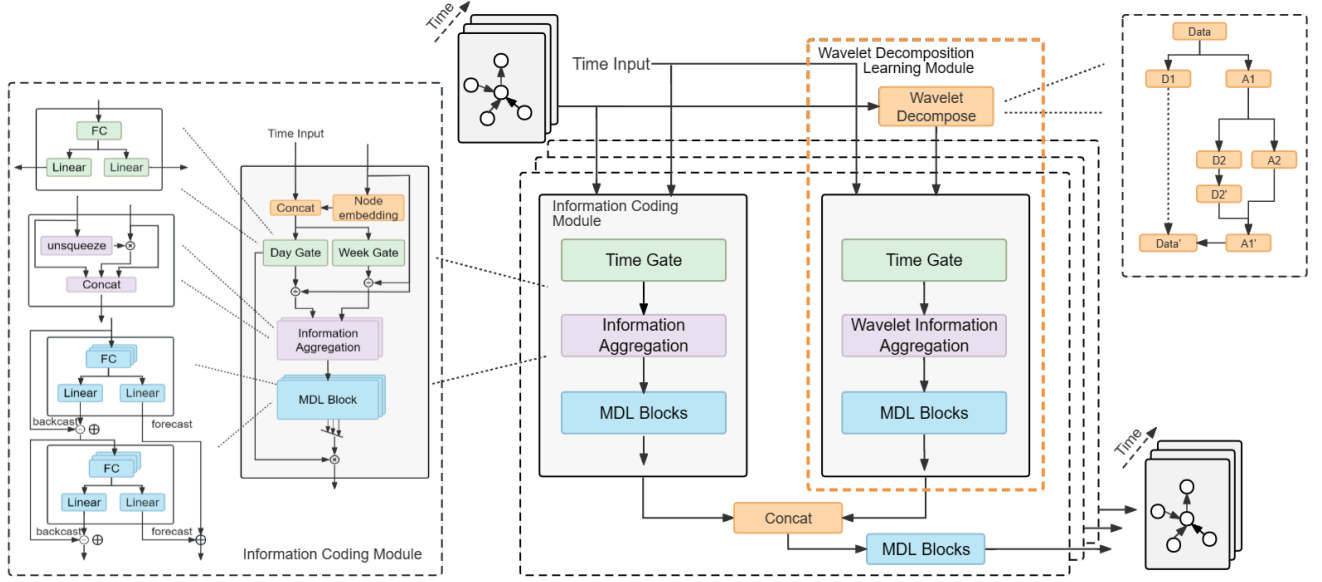 Time
Time Input
Wavelet Decomposition
Learning Module
Wavelet
Decompose
Data
D1
A1
D2
A2
D2'
Data'
A1'
FC
Linear
Linear
unsqueeze
Concat
FC
Linear
Linear
backcast
forecast
FC
Linear
Linear
backcast
forecast
Time Input
Concat
Node
embedding
Day Gate
Week Gate
Information
Aggregation
MDL Block
Information Coding Module
Information Coding
Module
Time Gate
Information
Aggregation
MDL Blocks
Time Gate
Wavelet Information
Aggregation
MDL Blocks
Concat
MDL Blocks
Time